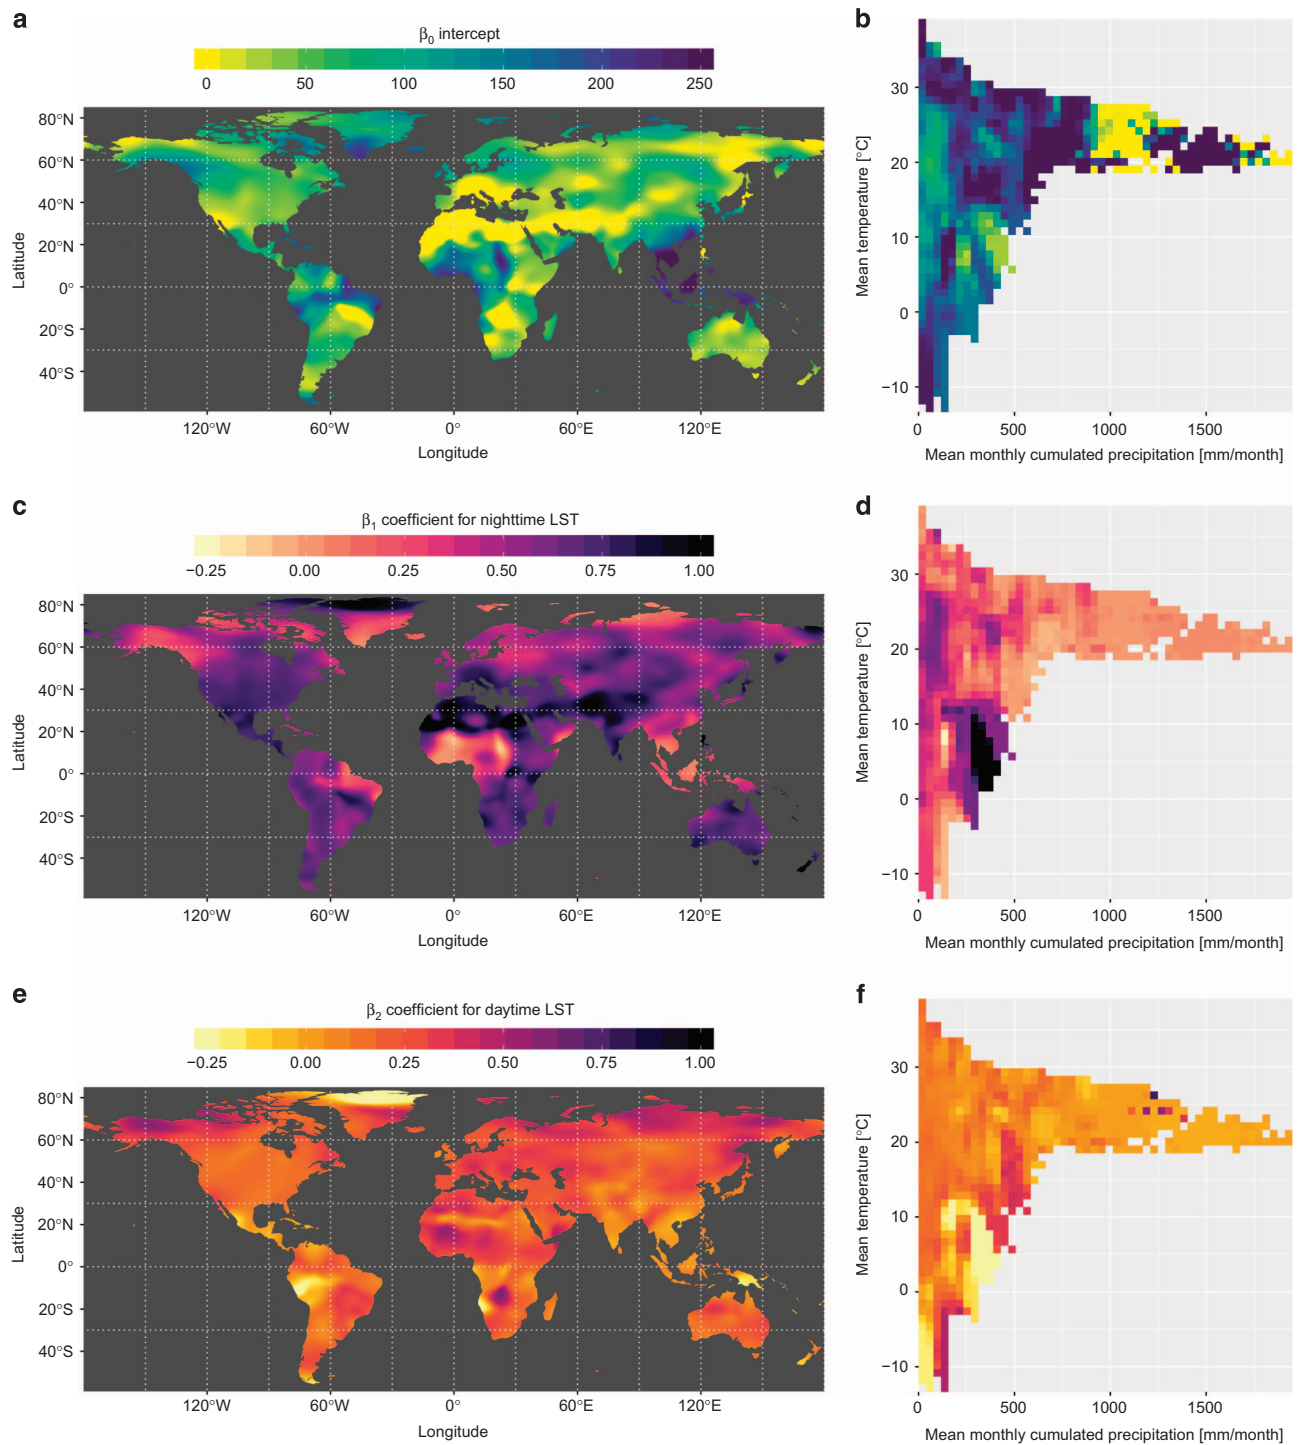 a
β0 intercept
0 50 100 150 200 250
80°N
60°N
40°N
20°N
0°
20°S
40°S
Latitude
120°W 60°W 0° 60°E 120°E
Longitude
b
30
20
10
0
−10
Mean temperature [°C]
0 500 1000 1500
Mean monthly cumulated precipitation [mm/month]
c
β1 coefficient for nighttime LST
−0.25 0.00 0.25 0.50 0.75 1.00
80°N
60°N
40°N
20°N
0°
20°S
40°S
Latitude
120°W 60°W 0° 60°E 120°E
Longitude
d
30
20
10
0
−10
Mean temperature [°C]
0 500 1000 1500
Mean monthly cumulated precipitation [mm/month]
e
β2 coefficient for daytime LST
−0.25 0.00 0.25 0.50 0.75 1.00
80°N
60°N
40°N
20°N
0°
20°S
40°S
Latitude
120°W 60°W 0° 60°E 120°E
Longitude
f
30
20
10
0
−10
Mean temperature [°C]
0 500 1000 1500
Mean monthly cumulated precipitation [mm/month]